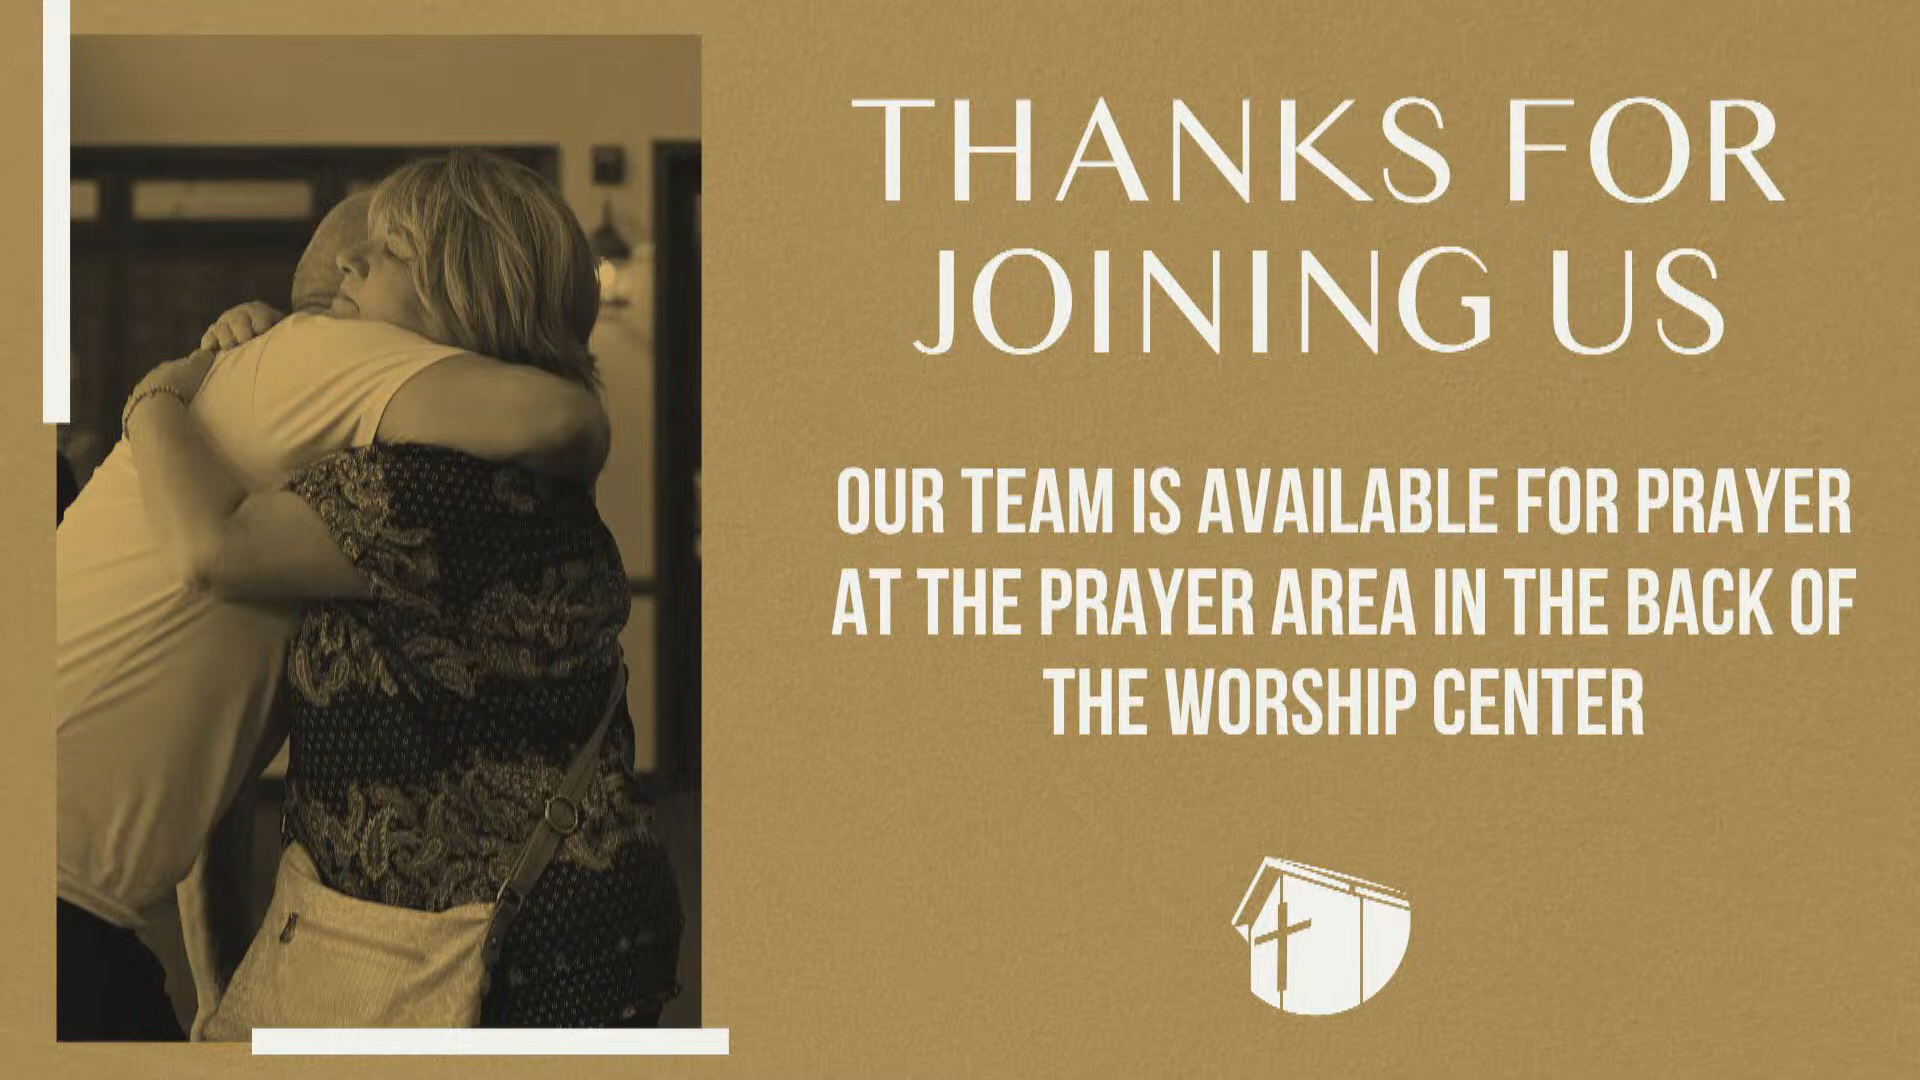 THANKS FOR
JOINING US
OUR TEAM IS AVAILABLE FOR PRAYER
AT THE PRAYER AREA IN THE BACK OF
THE WORSHIP CENTER